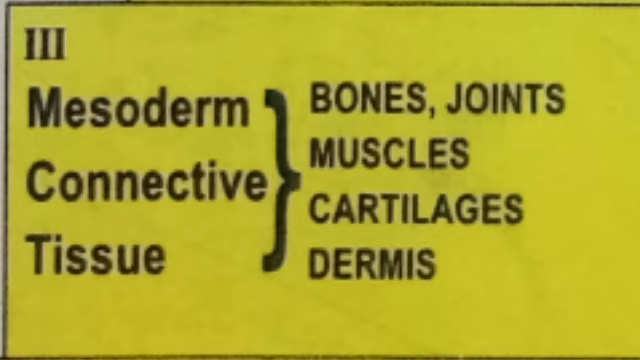 III
Mesoderm
Connective
Tissue
BONES, JOINTS
MUSCLES
CARTILAGES
DERMIS